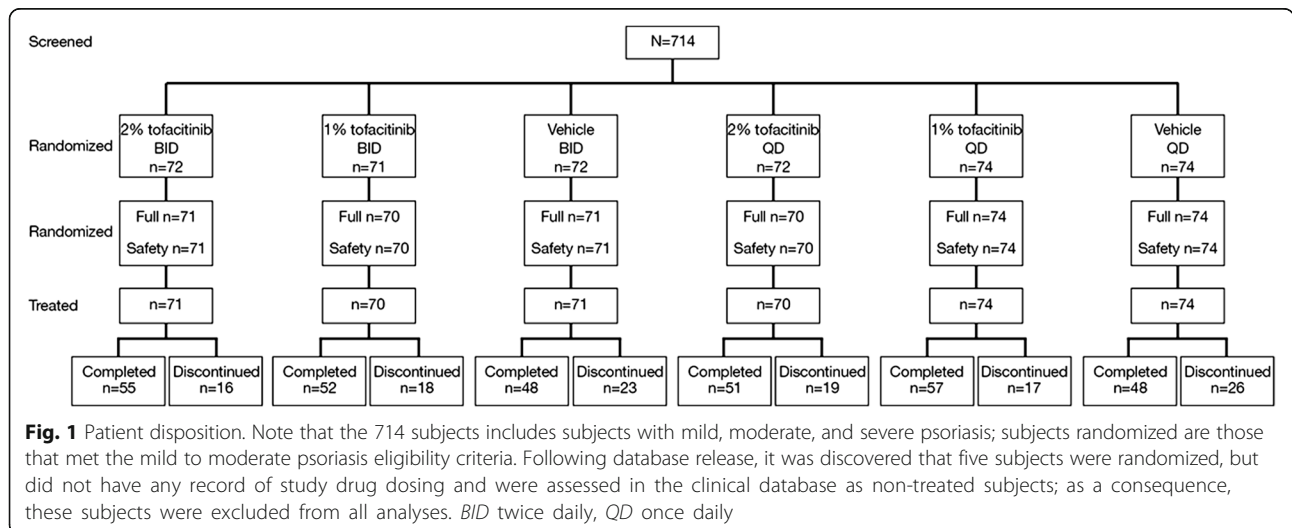 Screened
N=714
Randomized
2% tofacitinib
BID
n=72
1% tofacitinib
BID
n=71
Vehicle
BID
n=72
2% tofacitinib
QD
n=72
1% tofacitinib
QD
n=74
Vehicle
QD
n=74
Randomized
Full n=71
Safety n=71
Full n=70
Safety n=70
Full n=71
Safety n=71
Full n=70
Safety n=70
Full n=74
Safety n=74
Full n=74
Safety n=74
Treated
n=71
n=70
n=71
n=70
n=74
n=74
Completed
n=55
Discontinued
n=16
Completed
n=52
Discontinued
n=18
Completed
n=48
Discontinued
n=23
Completed
n=51
Discontinued
n=19
Completed
n=57
Discontinued
n=17
Completed
n=48
Discontinued
n=26
Fig. 1 Patient disposition. Note that the 714 subjects includes subjects with mild, moderate, and severe psoriasis; subjects randomized are those
that met the mild to moderate psoriasis eligibility criteria. Following database release, it was discovered that five subjects were randomized, but
did not have any record of study drug dosing and were assessed in the clinical database as non-treated subjects; as a consequence,
these subjects were excluded from all analyses. BID twice daily, QD once daily